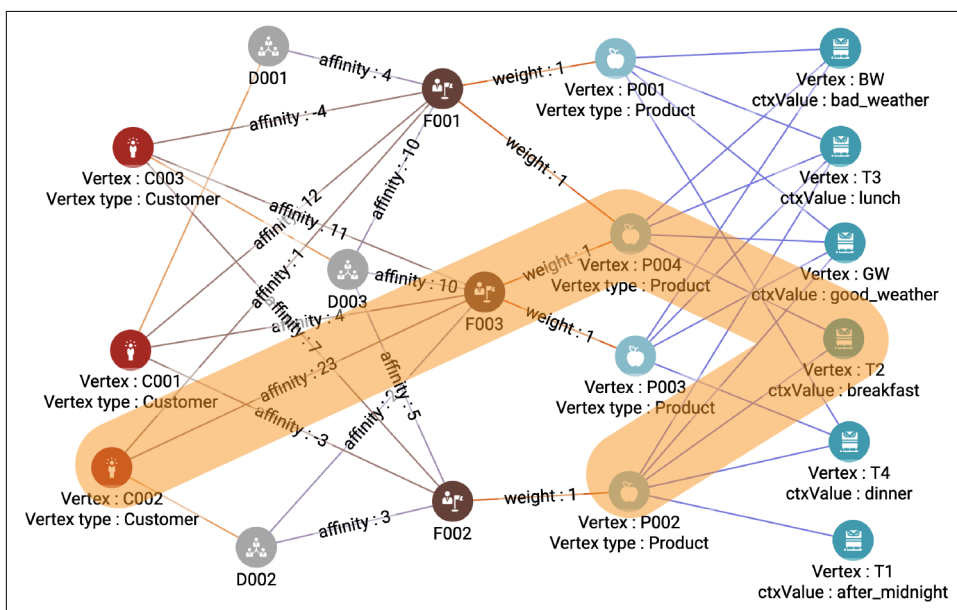 D001
affinity : 4
F001
weight : 1
Vertex : P001
Vertex type : Product
Vertex : BW
ctxValue : bad_weather
affinity : -4
Vertex : C003
Vertex type : Customer
affinity : -10
weight : 1
Vertex : T3
ctxValue : lunch
affinity : 12
affinity : 11
affinity : 1
D003
affinity : 10
F003
weight : 1
Vertex : P004
Vertex type : Product
Vertex : GW
ctxValue : good_weather
affinity : 4
affinity : 7
weight : 1
Vertex : C001
Vertex type : Customer
affinity : 23
Vertex : P003
Vertex type : Product
Vertex : T2
ctxValue : breakfast
affinity : -3
affinity :
affinity : 5
Vertex : C002
Vertex type : Customer
Vertex : T4
ctxValue : dinner
weight : 1
F002
affinity : 3
Vertex : P002
Vertex type : Product
D002
Vertex : T1
ctxValue : after_midnight